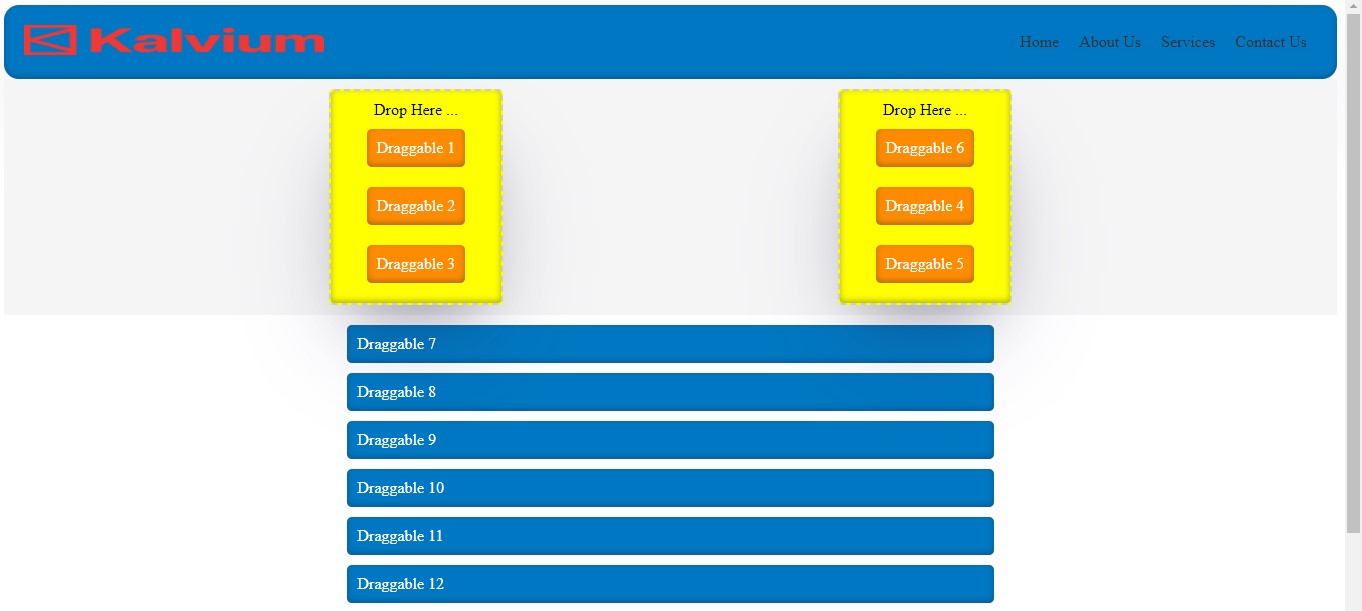 Kalvium
Home About Us Services Contact Us
Drop Here ...
Draggable 1
Draggable 2
Draggable 3
Drop Here ...
Draggable 6
Draggable 4
Draggable 5
Draggable 7
Draggable 8
Draggable 9
Draggable 10
Draggable 11
Draggable 12